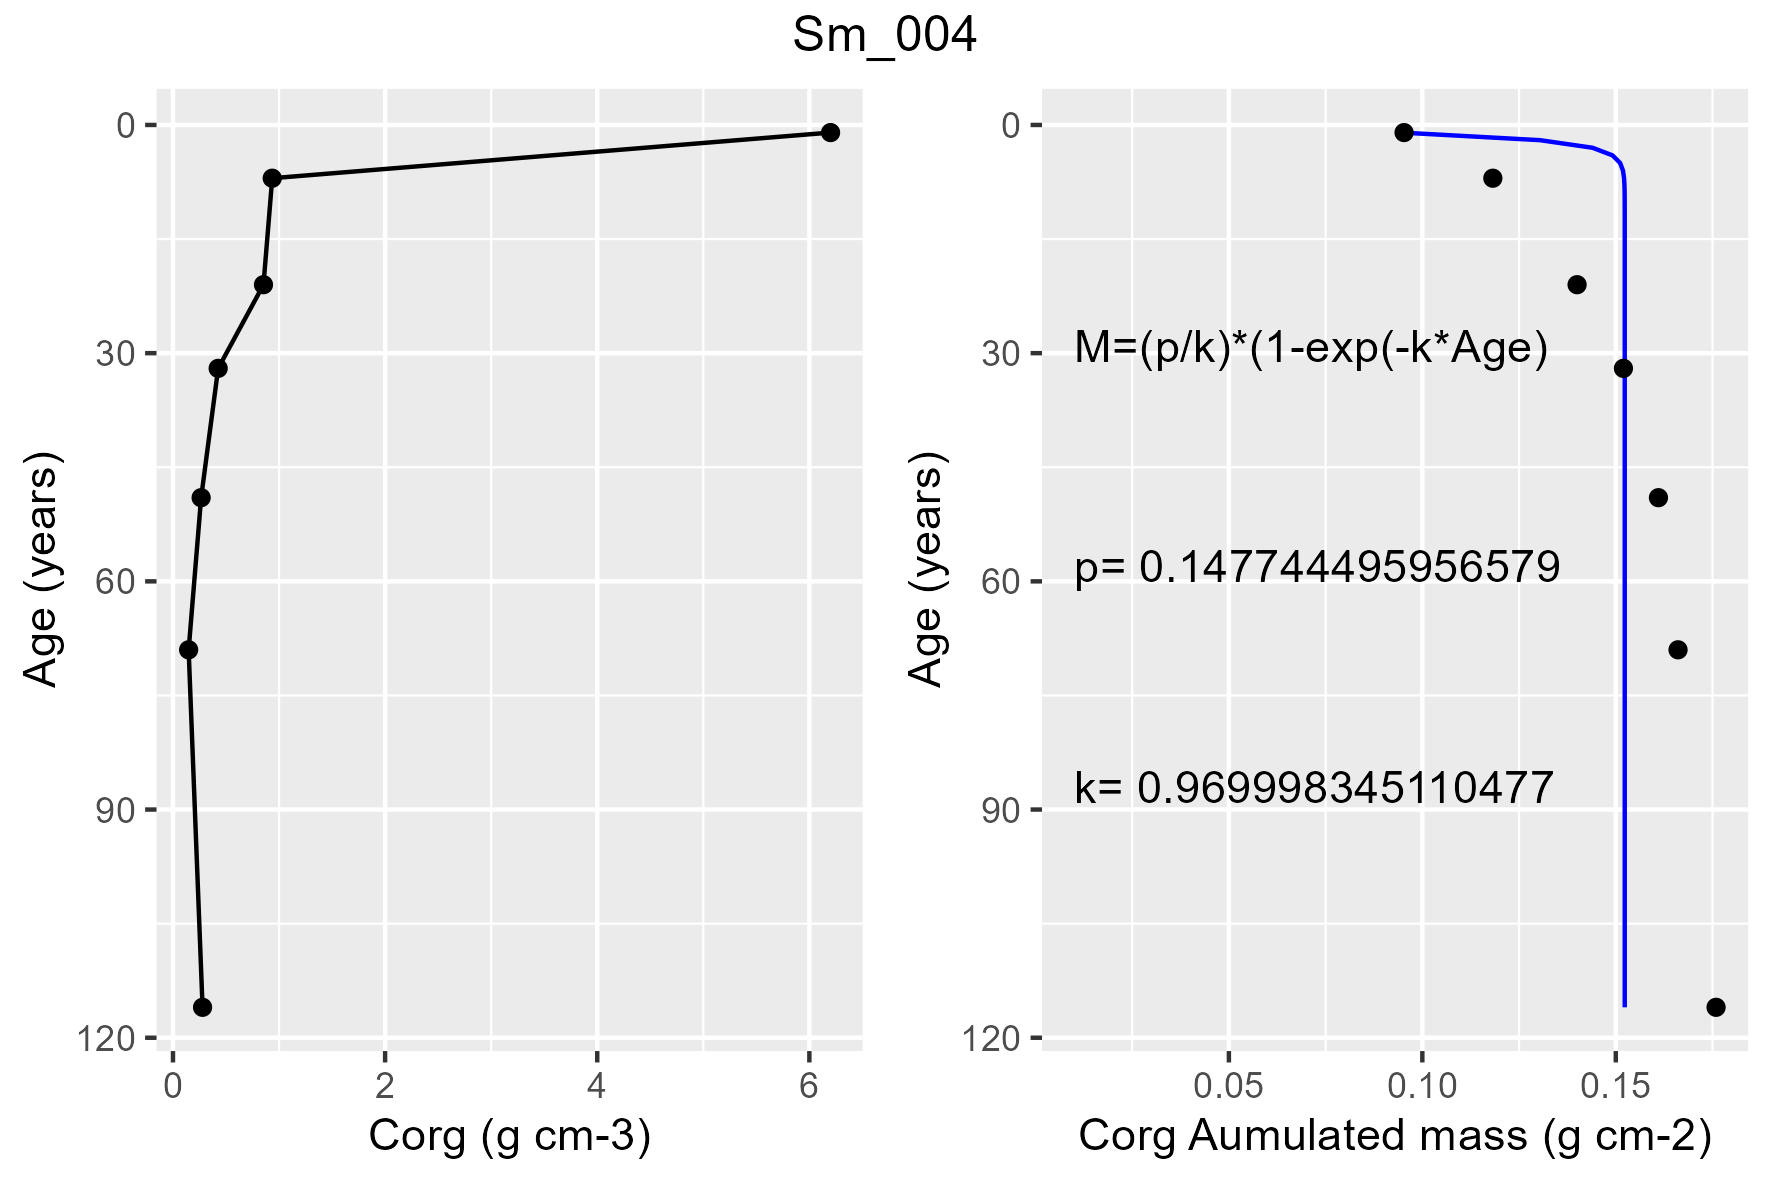 Sm_004
0
30
60
90
120
Age (years)
0
2
4
6
Corg (g cm-3)
0
30
60
90
120
Age (years)
M=(p/k)*(1-exp(-k*Age)
p= 0.147744495956579
k= 0.969998345110477
0.05
0.10
0.15
Corg Aumulated mass (g cm-2)